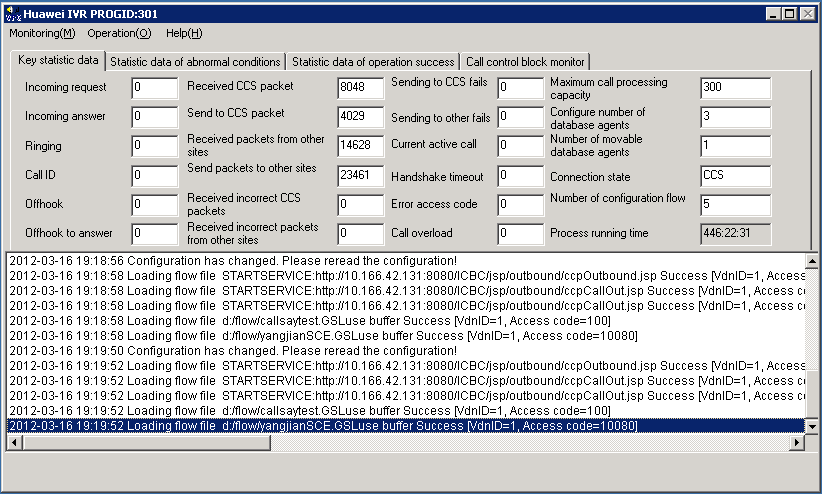 Huawei IVR PROGID:301
Monitoring(M) Operation(O) Help(H)
Key statistic data Statistic data of abnormal conditions Statistic data of operation success Call control block monitor
Incoming request 0 Received CCS packet 8048 Sending to CCS fails 0 Maximum call processing capacity 300
Incoming answer 0 Send to CCS packet 4029 Sending to other fails 0 Configure number of database agents 3
Ringing 0 Received packets from other sites 14628 Current active call 0 Number of movable database agents 1
Call ID 0 Send packets to other sites 23461 Handshake timeout 0 Connection state CCS
Offhook 0 Received incorrect CCS packets 0 Error access code 0 Number of configuration flow 5
Offhook to answer 0 Received incorrect packets from other sites 0 Call overload 0 Process running time 446:22:31
2012-03-16 19:18:56 Configuration has changed. Please reread the configuration!
2012-03-16 19:18:58 Loading flow file STARTSERVICE:http://10.166.42.131:8080/ICBC/jsp/outbound/ccpOutbound.jsp Success [VdnID=1, Access
2012-03-16 19:18:58 Loading flow file STARTSERVICE:http://10.166.42.131:8080/ICBC/jsp/outbound/ccpCallOut.jsp Success [VdnID=1, Access co
2012-03-16 19:18:58 Loading flow file STARTSERVICE:http://10.166.42.131:8080/ICBC/jsp/outbound/ccpCallOut.jsp Success [VdnID=1, Access co
2012-03-16 19:18:58 Loading flow file d:/flow/callsaytest.GSLuse buffer Success [VdnID=1, Access code=100]
2012-03-16 19:18:58 Loading flow file d:/flow/yangjianSCE.GSLuse buffer Success [VdnID=1, Access code=10080]
2012-03-16 19:19:50 Configuration has changed. Please reread the configuration!
2012-03-16 19:19:52 Loading flow file STARTSERVICE:http://10.166.42.131:8080/ICBC/jsp/outbound/ccpOutbound.jsp Success [VdnID=1, Access
2012-03-16 19:19:52 Loading flow file STARTSERVICE:http://10.166.42.131:8080/ICBC/jsp/outbound/ccpCallOut.jsp Success [VdnID=1, Access co
2012-03-16 19:19:52 Loading flow file STARTSERVICE:http://10.166.42.131:8080/ICBC/jsp/outbound/ccpCallOut.jsp Success [VdnID=1, Access co
2012-03-16 19:19:52 Loading flow file d:/flow/callsaytest.GSLuse buffer Success [VdnID=1, Access code=100]
2012-03-16 19:19:52 Loading flow file d:/flow/yangjianSCE.GSLuse buffer Success [VdnID=1, Access code=10080]